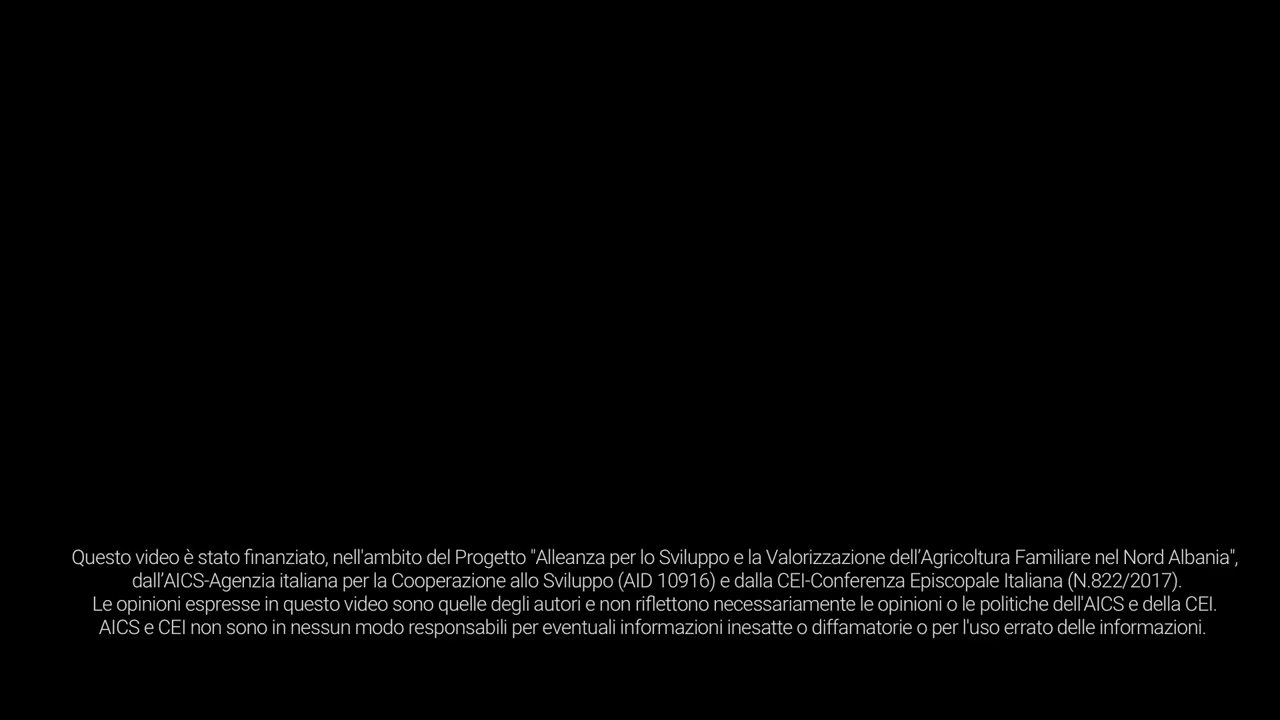 Questo video è stato finanziato, nell'ambito del Progetto "Alleanza per lo Sviluppo e la Valorizzazione dell’Agricoltura Familiare nel Nord Albania",
dall’AICS-Agenzia italiana per la Cooperazione allo Sviluppo (AID 10916) e dalla CEI-Conferenza Episcopale Italiana (N.822/2017).
Le opinioni espresse in questo video sono quelle degli autori e non riflettono necessariamente le opinioni o le politiche dell'AICS e della CEI.
AICS e CEI non sono in nessun modo responsabili per eventuali informazioni inesatte o diffamatorie o per l'uso errato delle informazioni.